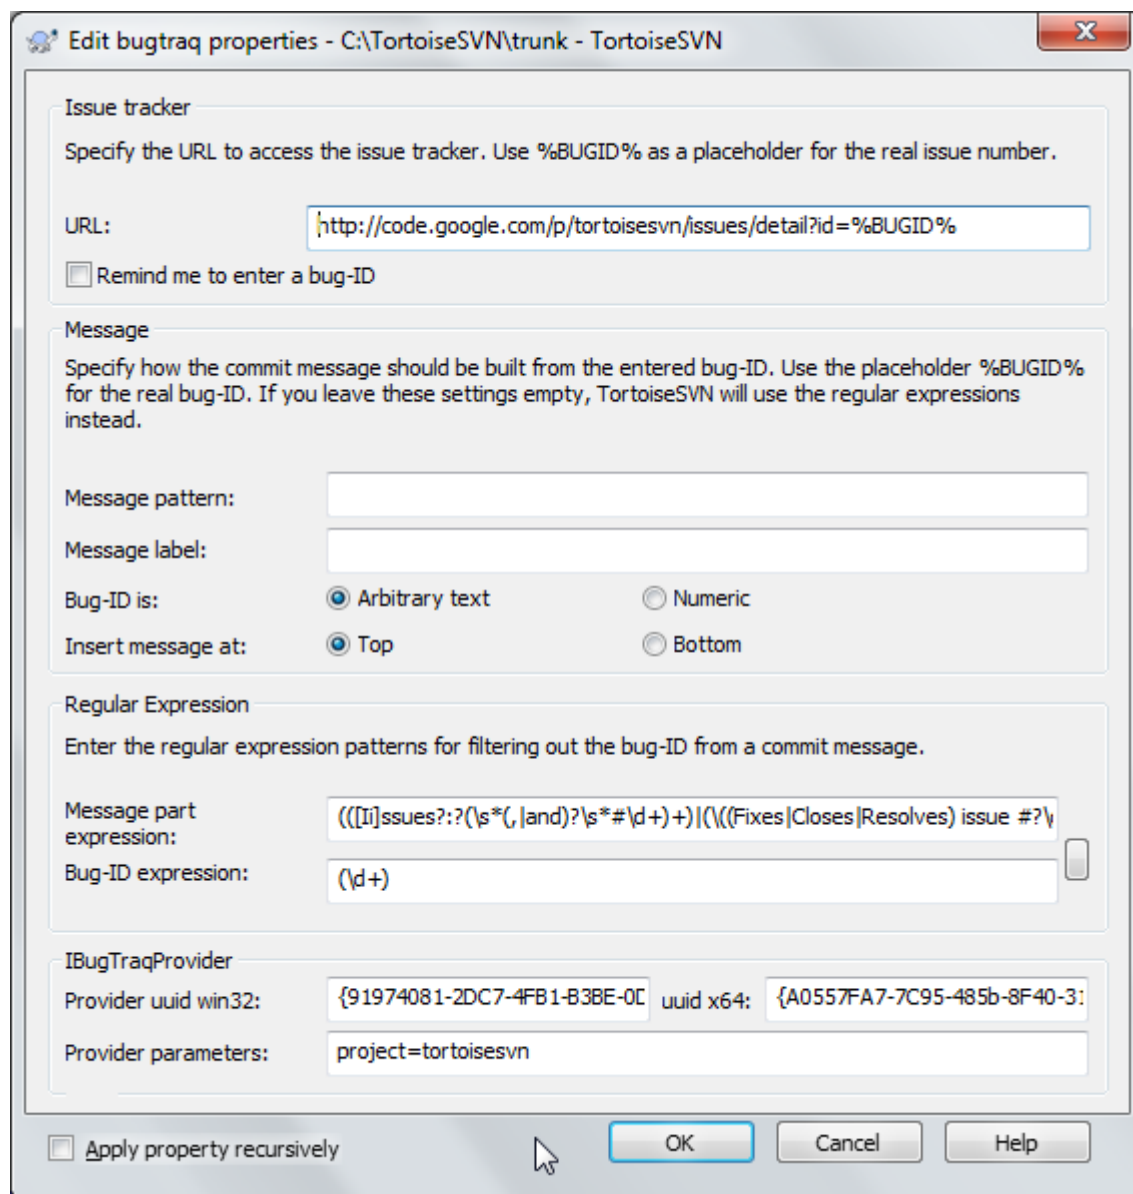 Edit bugtraq properties - C:\TortoiseSVN\trunk - TortoiseSVN
Issue tracker
Specify the URL to access the issue tracker. Use %BUGID% as a placeholder for the real issue number.
URL: http://code.google.com/p/tortoisesvn/issues/detail?id=%BUGID%
Remind me to enter a bug-ID
Message
Specify how the commit message should be built from the entered bug-ID. Use the placeholder %BUGID%
for the real bug-ID. If you leave these settings empty, TortoiseSVN will use the regular expressions
instead.
Message pattern:
Message label:
Bug-ID is: Arbitrary text Numeric
Insert message at: Top Bottom
Regular Expression
Enter the regular expression patterns for filtering out the bug-ID from a commit message.
Message part
expression: (([Ii]ssues?:?(\s*(,|and)?\s*#\d+)+)|(\((Fixes|Closes|Resolves) issue #?\
Bug-ID expression: (\d+)
IBugTraqProvider
Provider uuid win32: {91974081-2DC7-4FB1-B3BE-0D uuid x64: {A0557FA7-7C95-485b-8F40-31
Provider parameters: project=tortoisesvn
Apply property recursively OK Cancel Help